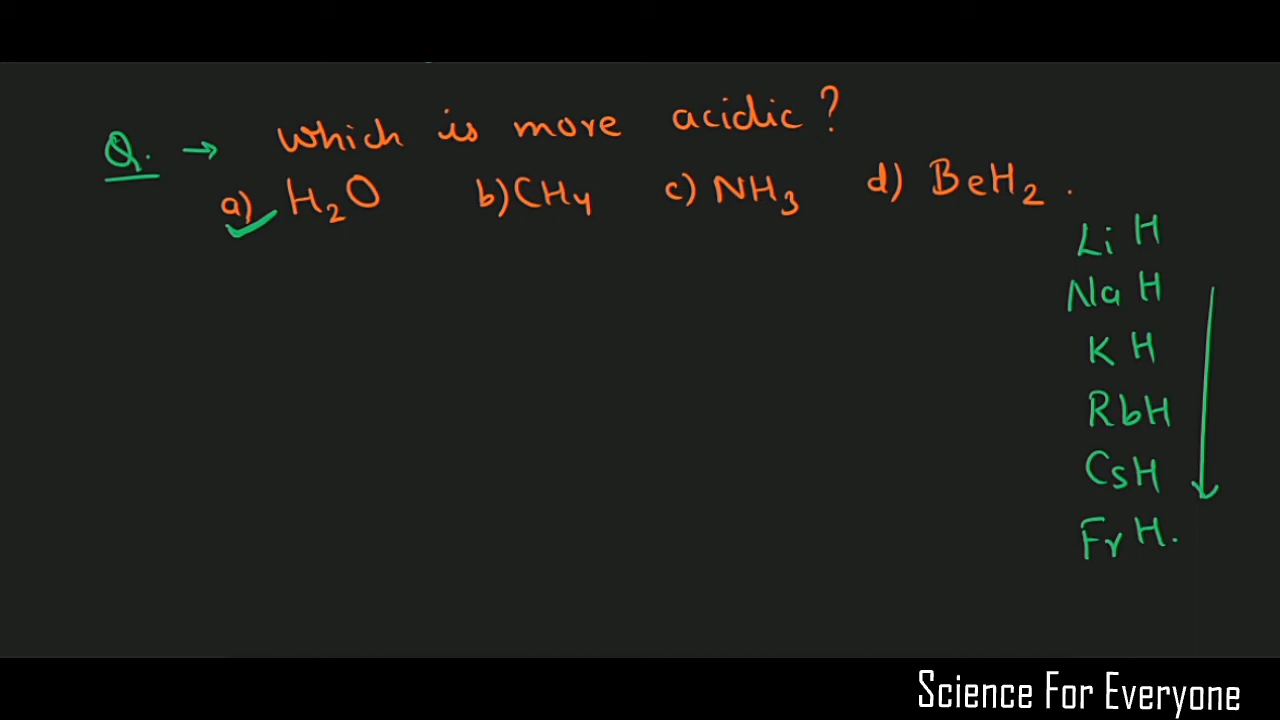 Q. → Which is more acidic?
a) H₂O b) CH₄ c) NH₃ d) BeH₂.
LiH
NaH
KH
RbH
CsH
FrH.
Science For Everyone